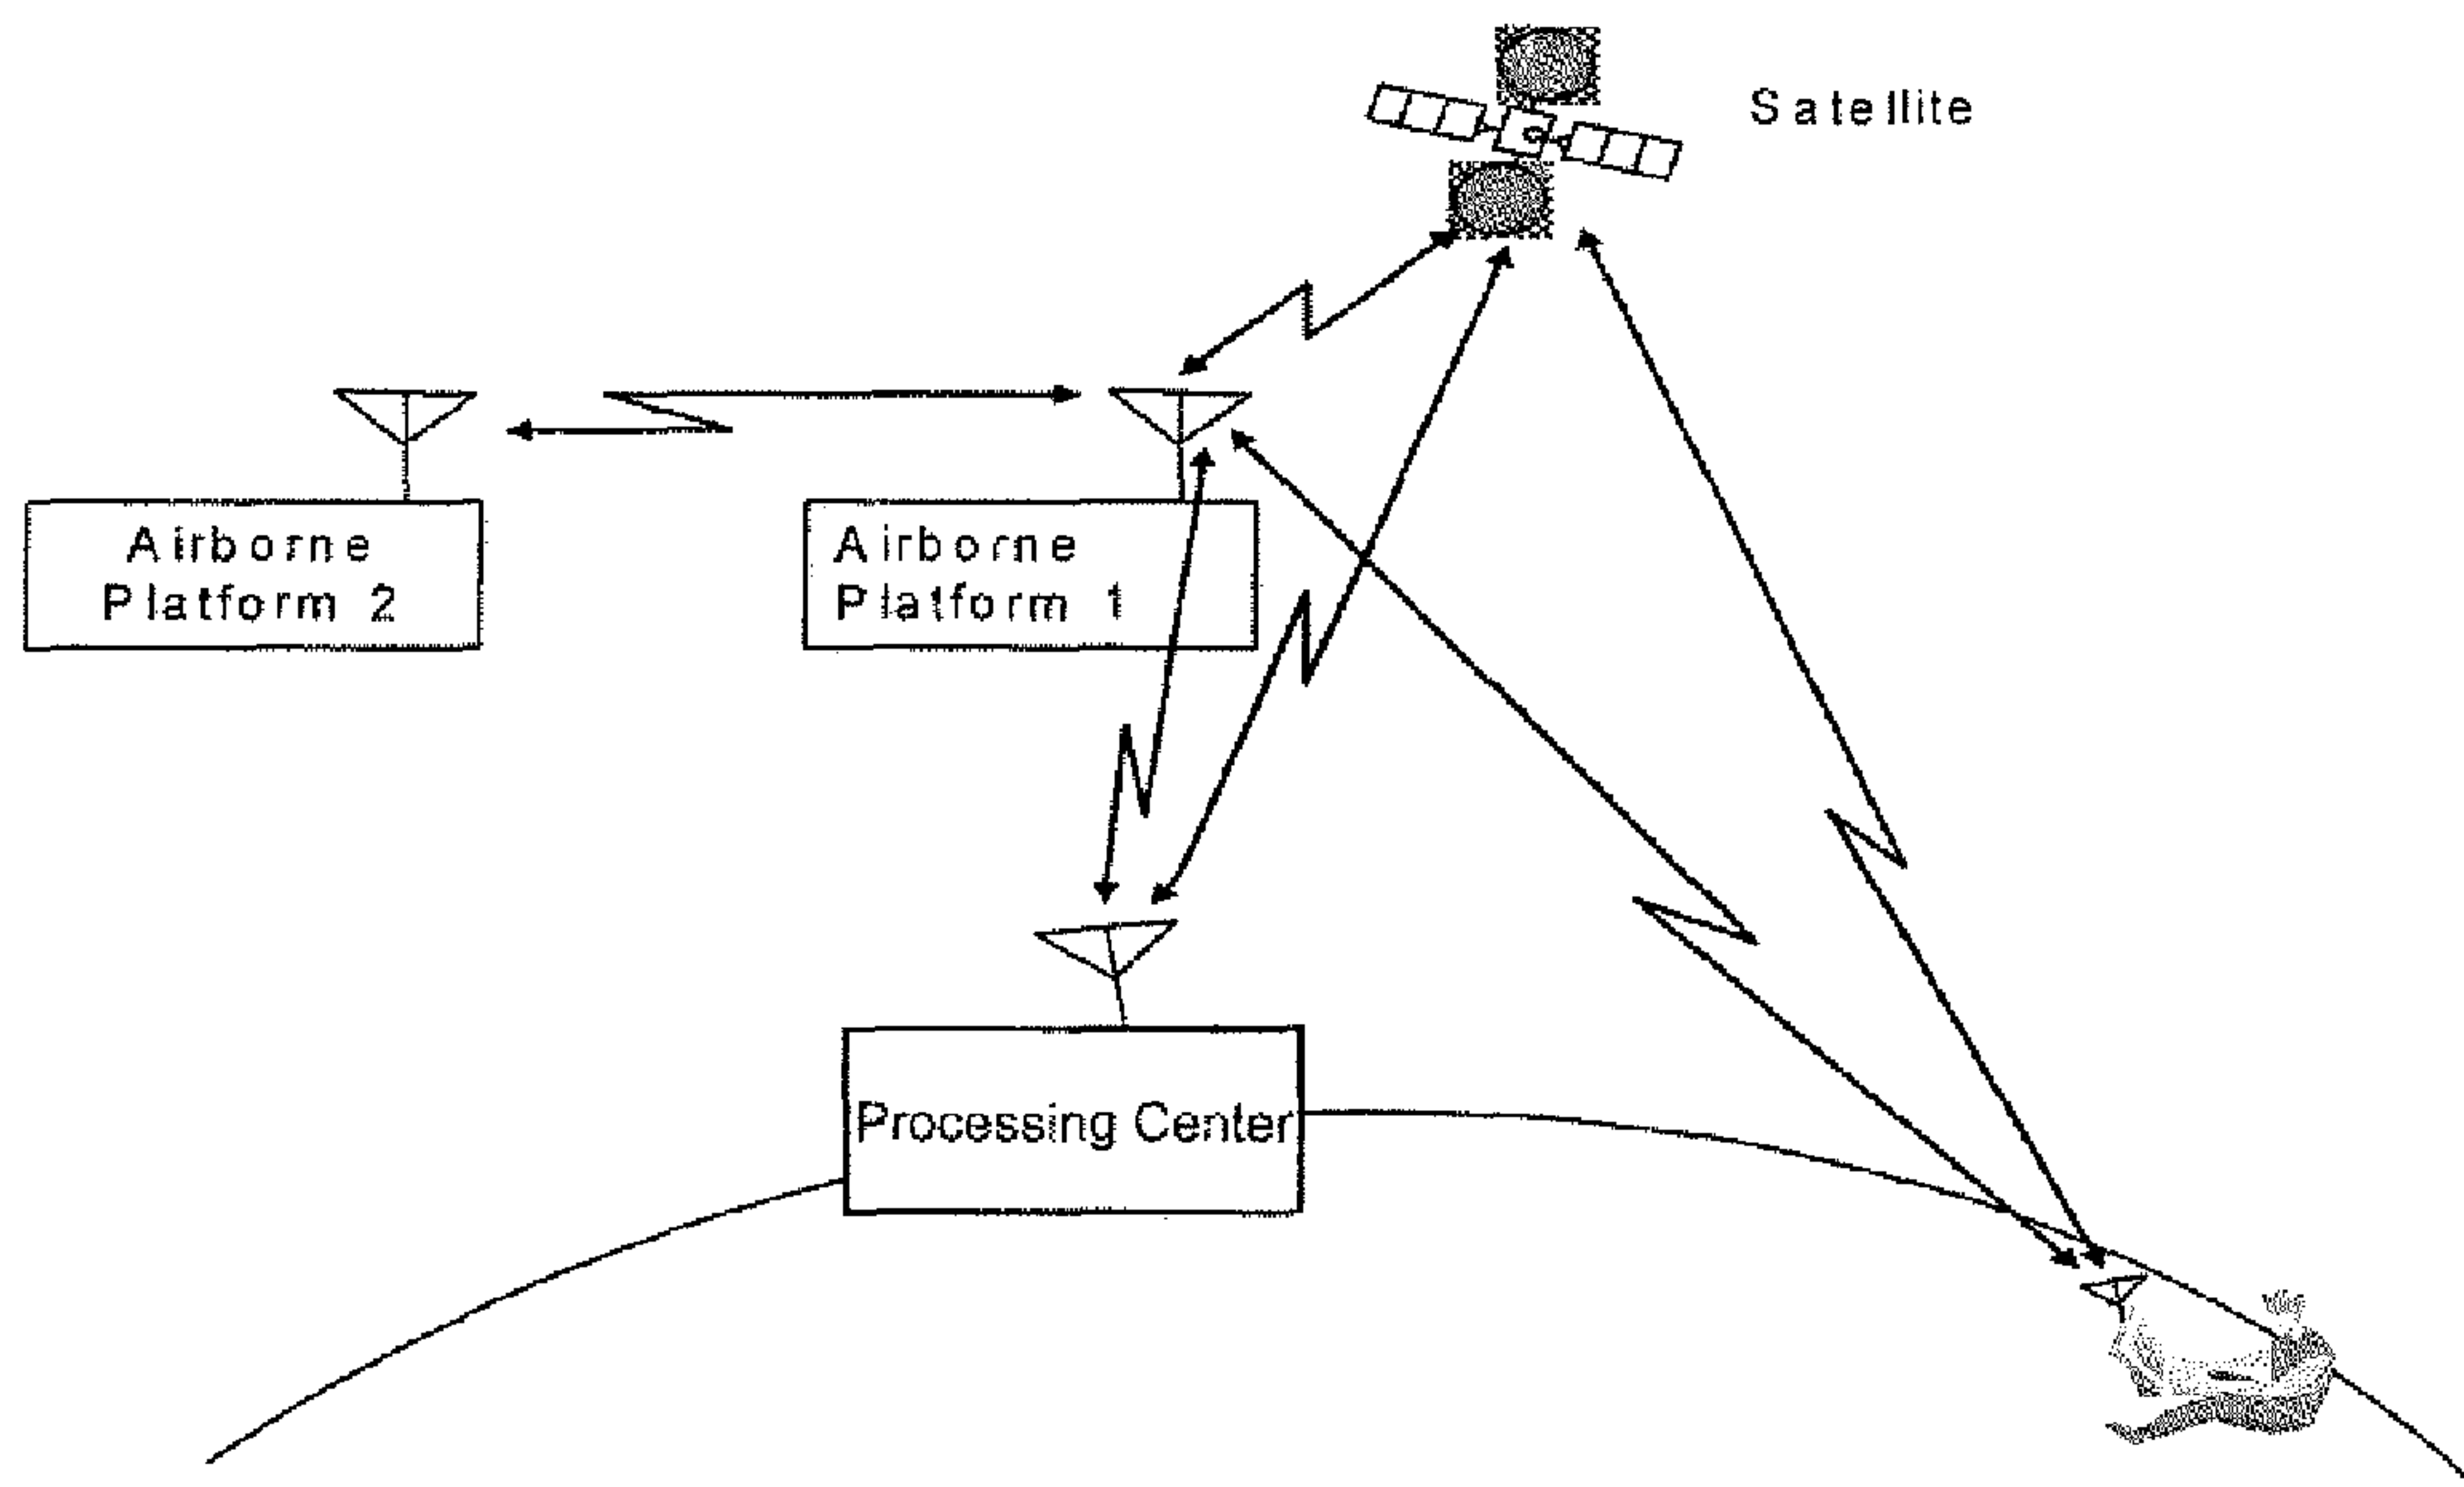 Satellite
Airborne
Platform 2
Airborne
Platform 1
Processing Center